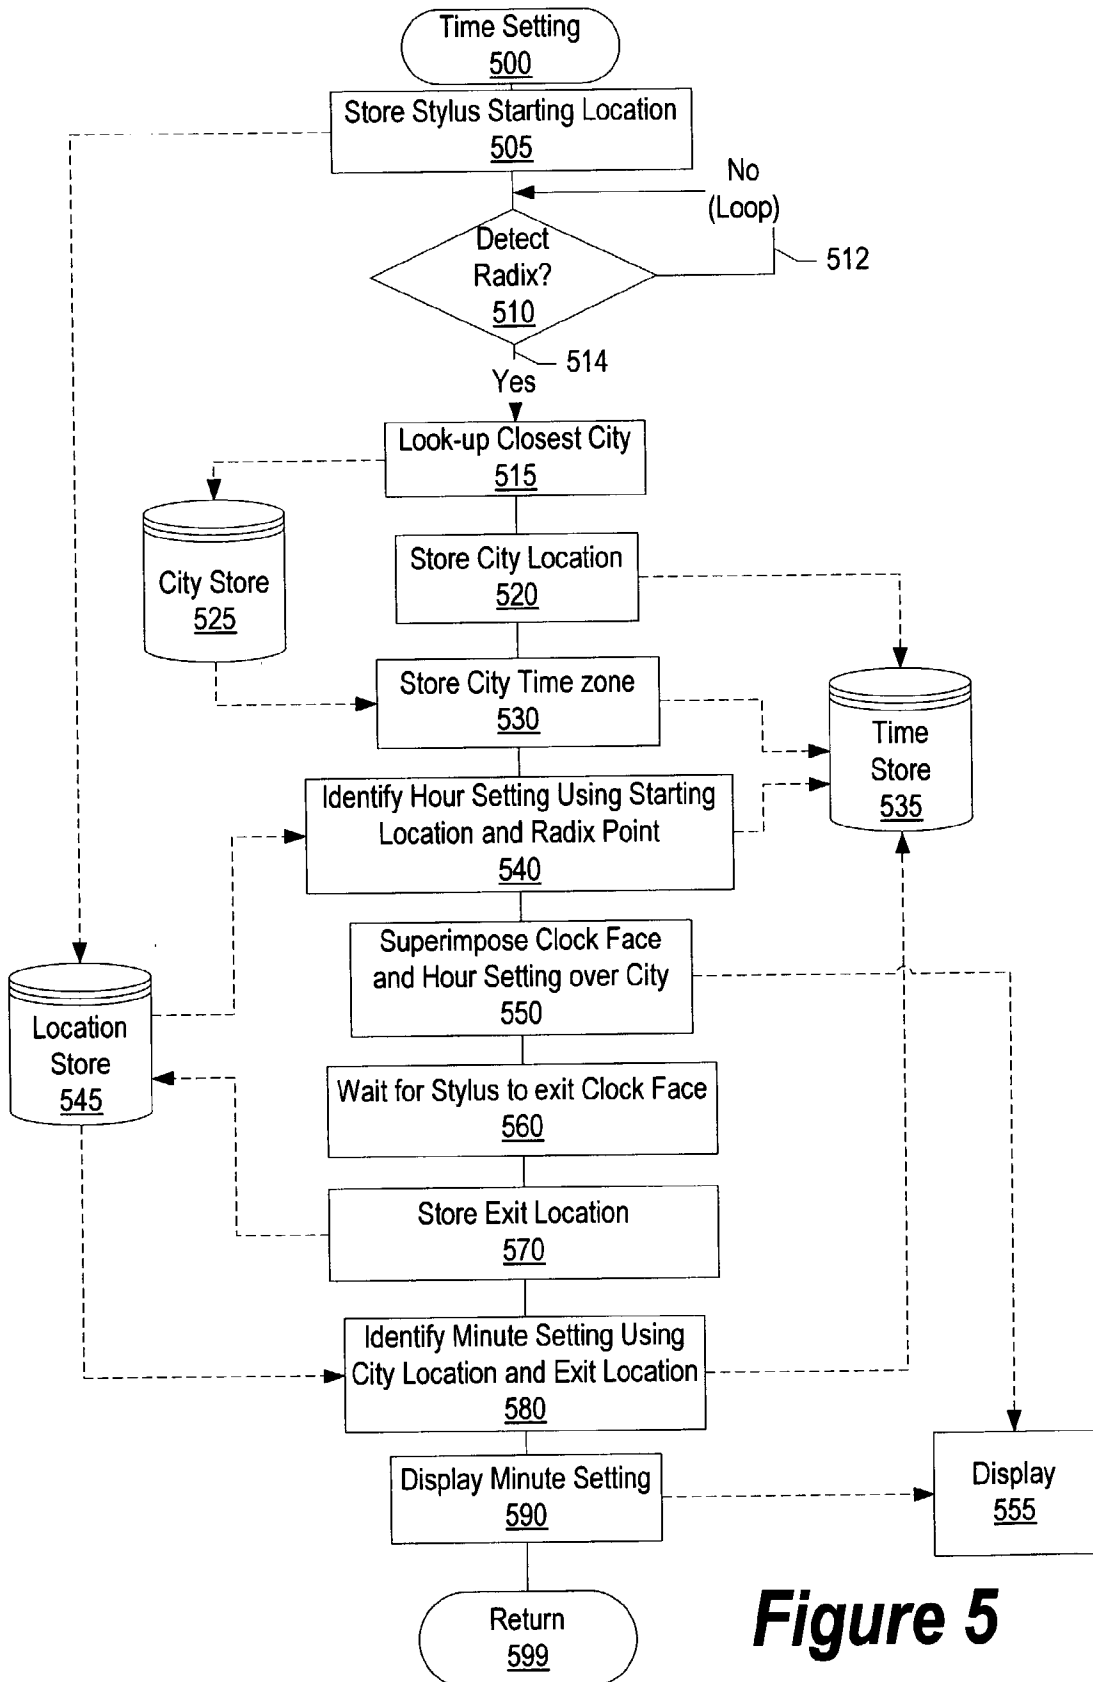 Time Setting
500
Store Stylus Starting Location
505
No
(Loop)
Detect
Radix?
510
512
514
Yes
Look-up Closest City
515
Store City Location
520
City Store
525
Store City Time zone
530
Time
Store
535
Identify Hour Setting Using Starting
Location and Radix Point
540
Superimpose Clock Face
and Hour Setting over City
550
Location
Store
545
Wait for Stylus to exit Clock Face
560
Store Exit Location
570
Identify Minute Setting Using
City Location and Exit Location
580
Display Minute Setting
590
Display
555
Return
599
Figure 5